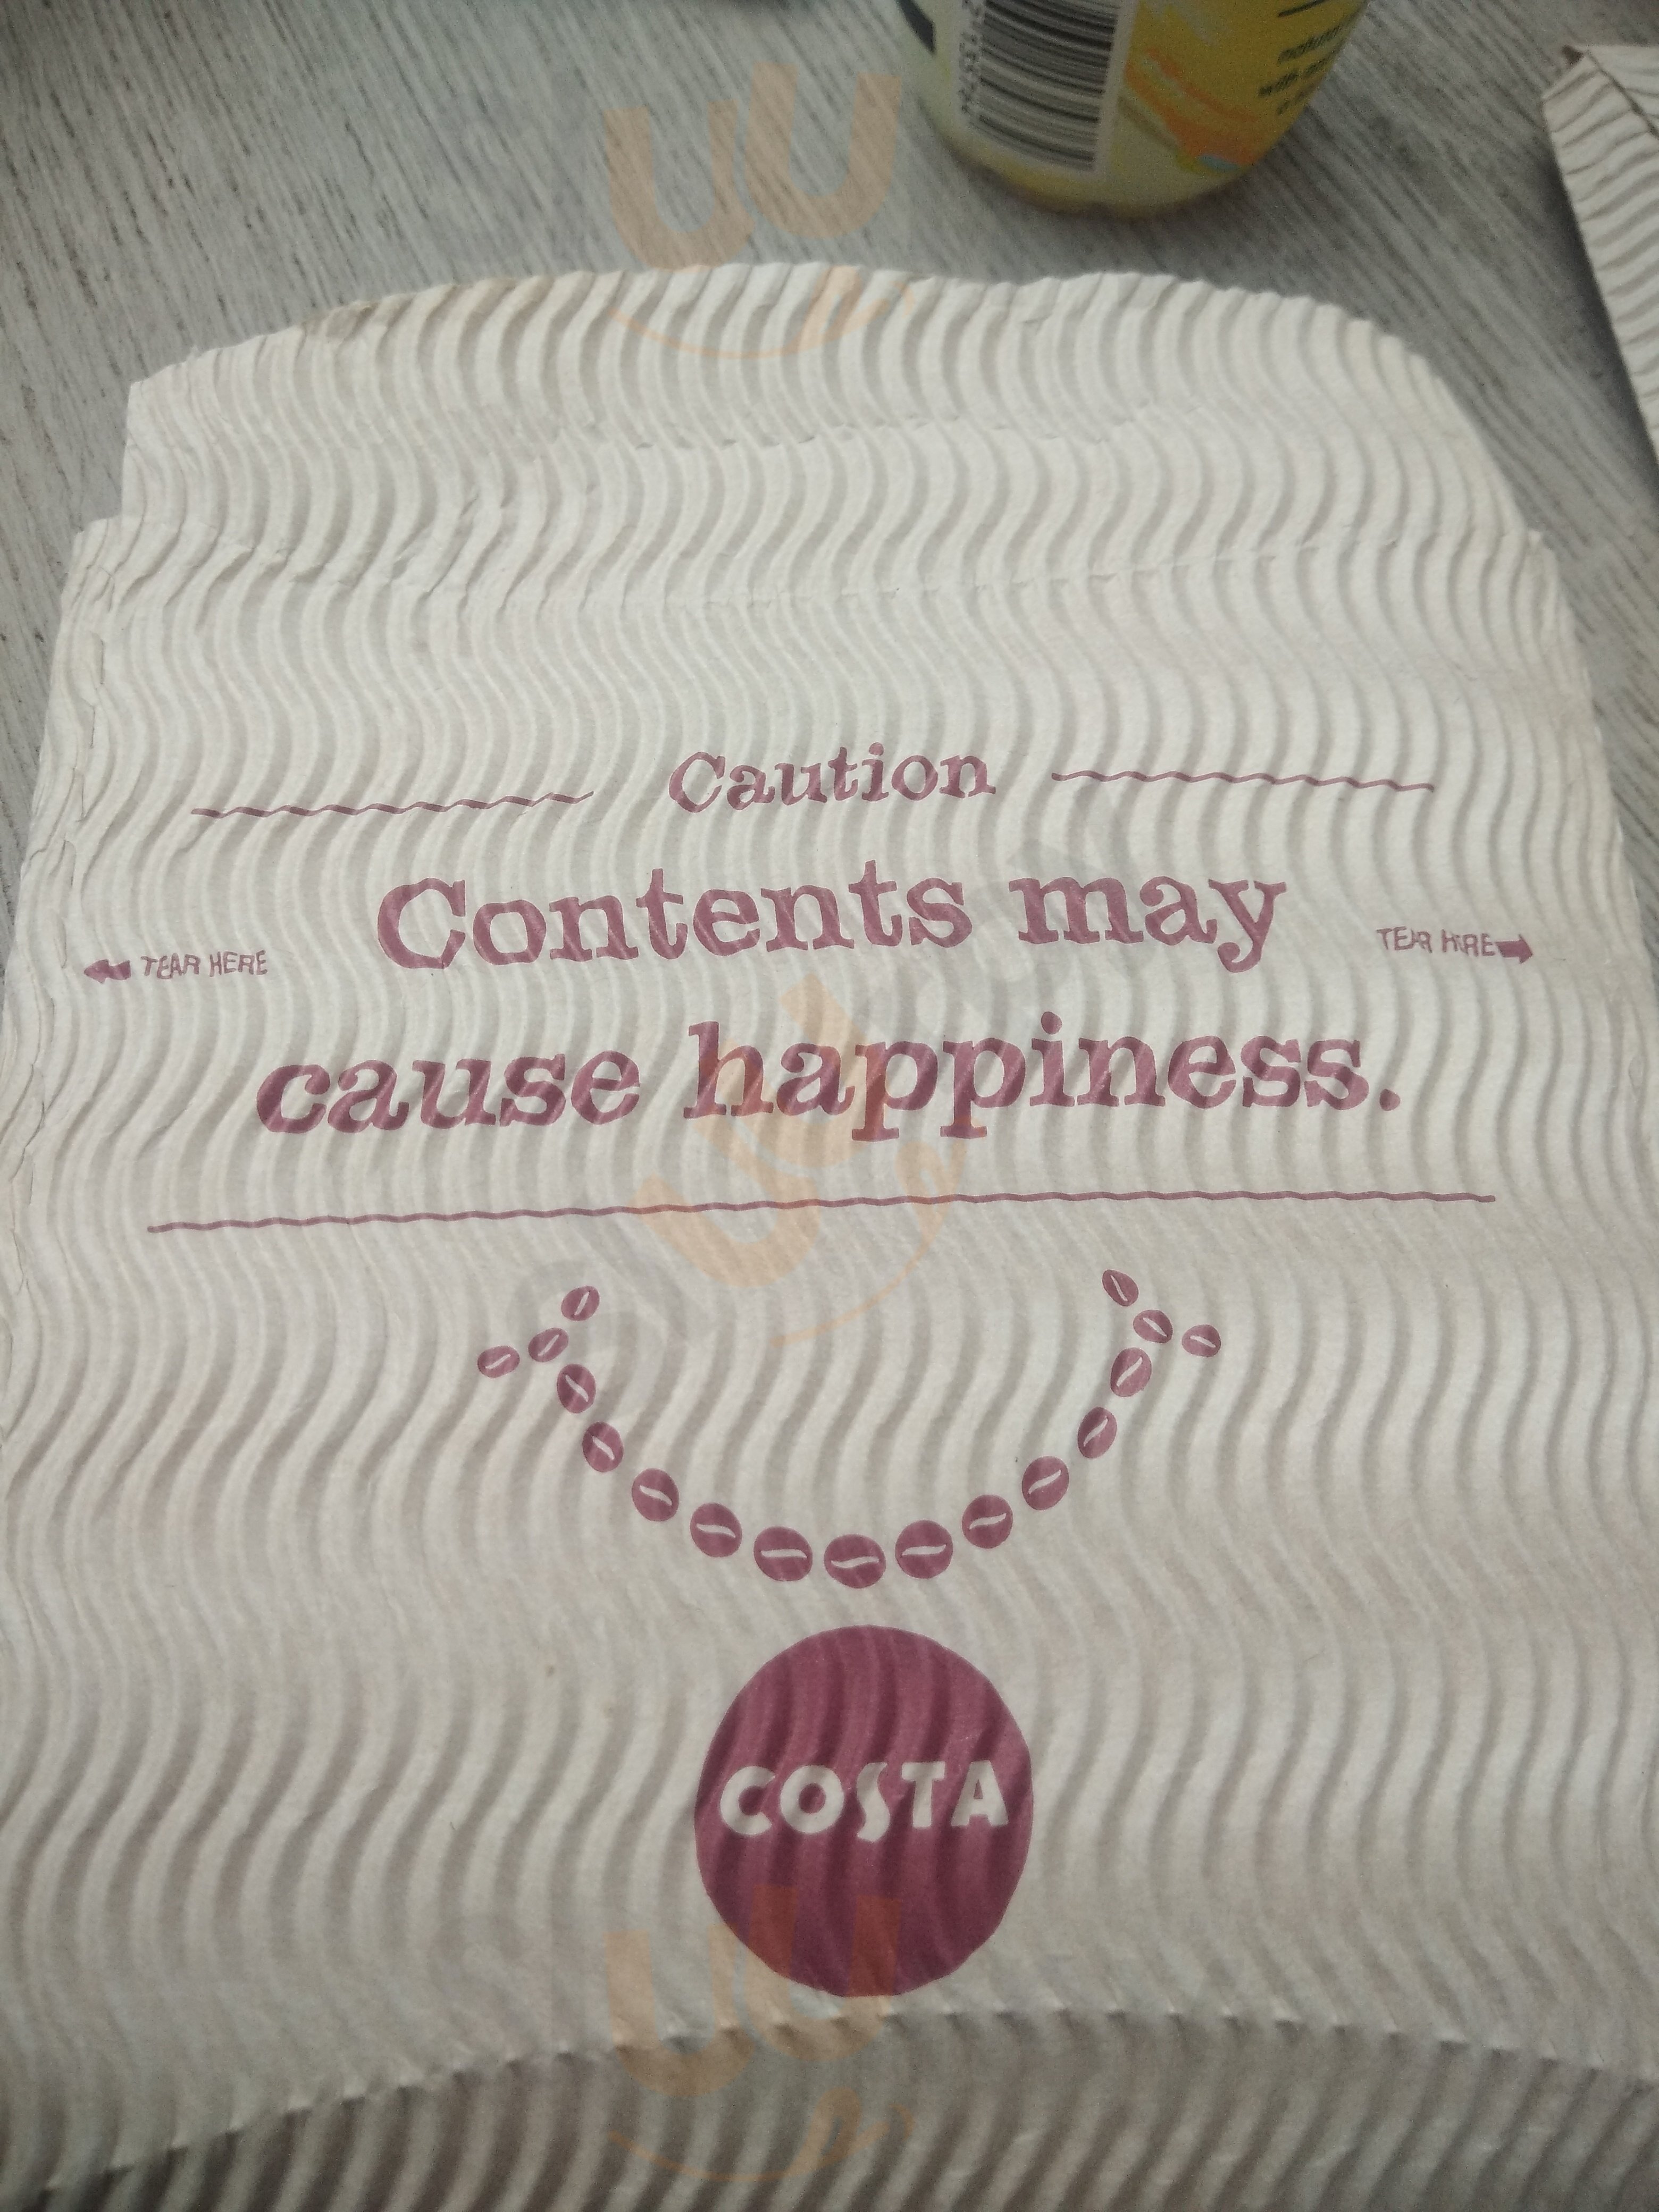 Caution
Contents may
TEAR HERE
TEAR HERE
cause happiness.
COSTA